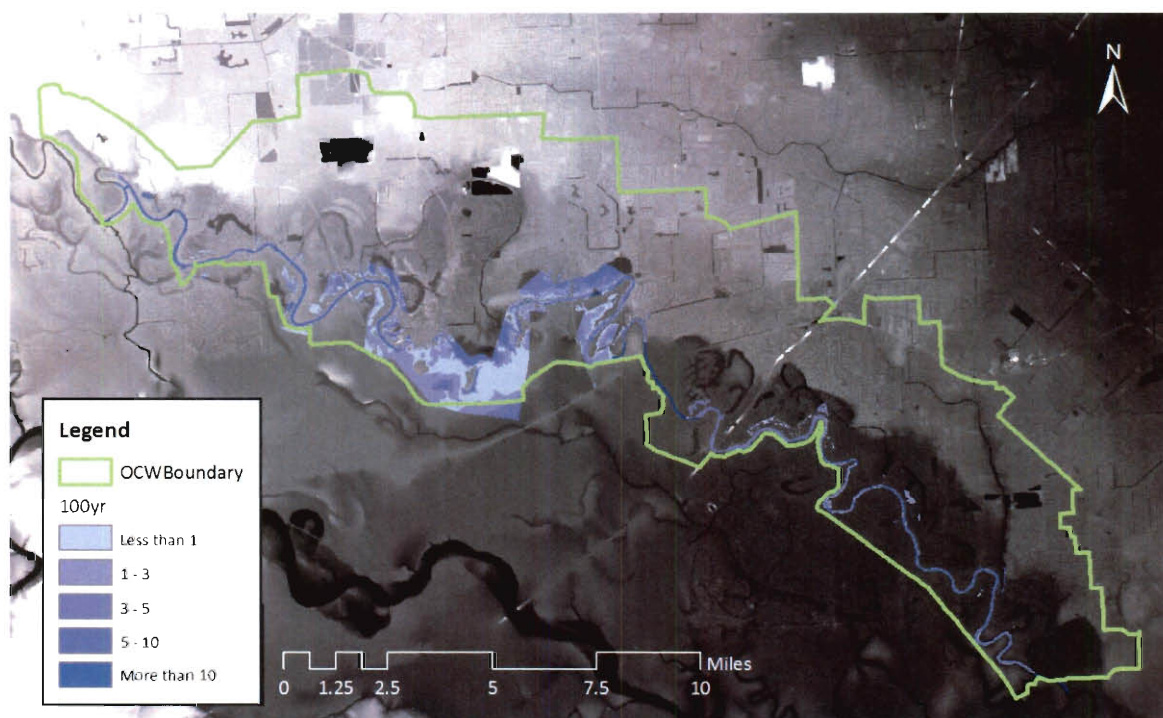 N
Legend
OCWBoundary
100yr
Less than 1
1 - 3
3 - 5
5 - 10
More than 10
Miles
0 1.25 2.5 5 7.5 10